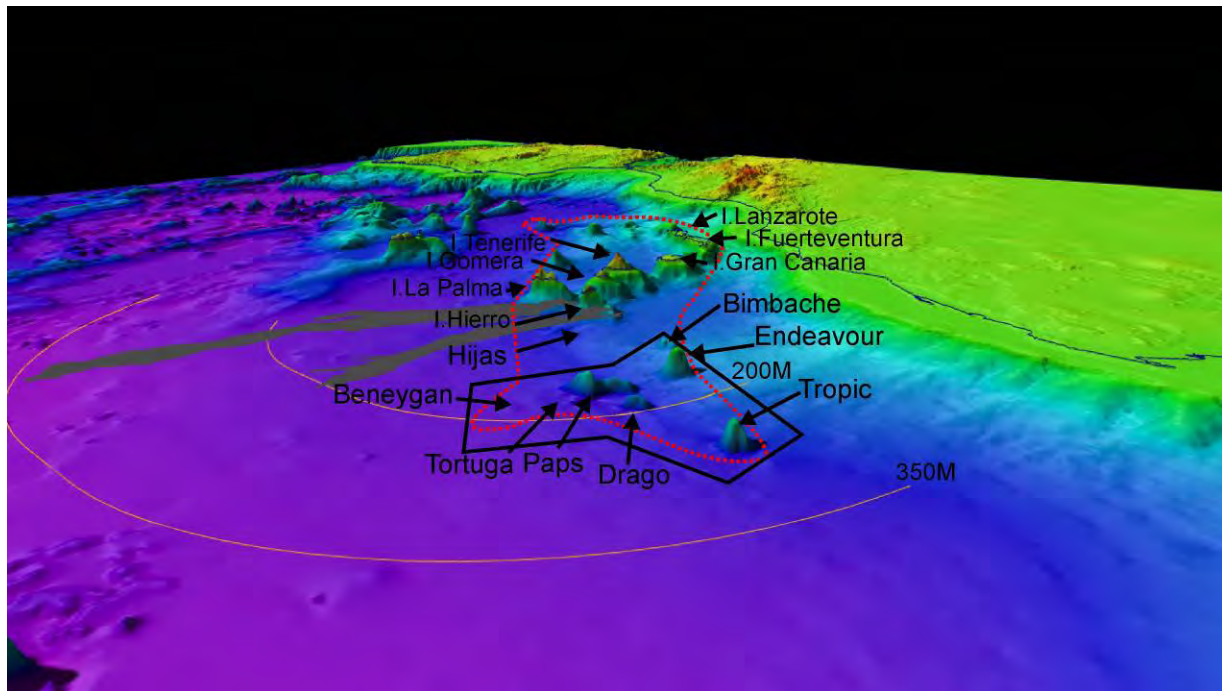 I.Lanzarote
I.Fuerteventura
I.Tenerife
I.Gomera
I.Gran Canaria
I.La Palma
Bimbache
I.Hierro
Endeavour
Hijas
200M
Beneygan
Tropic
Tortuga
Paps
Drago
350M